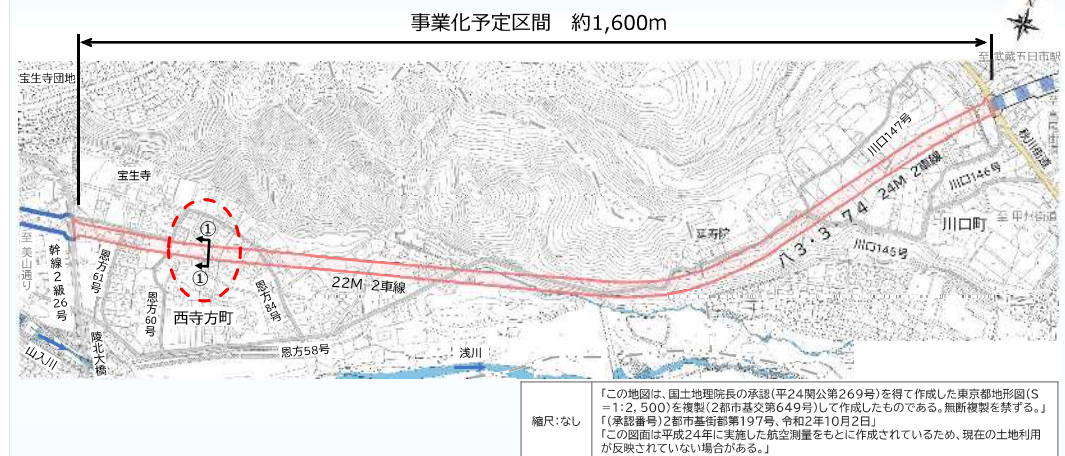 事業化予定区間　約1,600m
至 武蔵五日市駅
宝生寺団地
川口147号
秋川街道
宝生寺
川口146号
①
八3・3・74 24M 2車線
川口町
至 甲州街道
延寿院
川口145号
至 美山通り
幹線2級26号
恩方61号
①
恩方60号
恩方84号
22M 2車線
西寺方町
陵北大橋
恩方58号
浅川
山入川
縮尺：なし
「この地図は、国土地理院長の承認(平24関公第269号)を得て作成した東京都地形図(S
=1:2,500)を複製(2都市基交第649号)して作成したものである。無断複製を禁ずる。」
「(承認番号)2都市基街都第197号、令和2年10月2日」
「この図面は平成24年に実施した航空測量をもとに作成されているため、現在の土地利用
が反映されていない場合がある。」